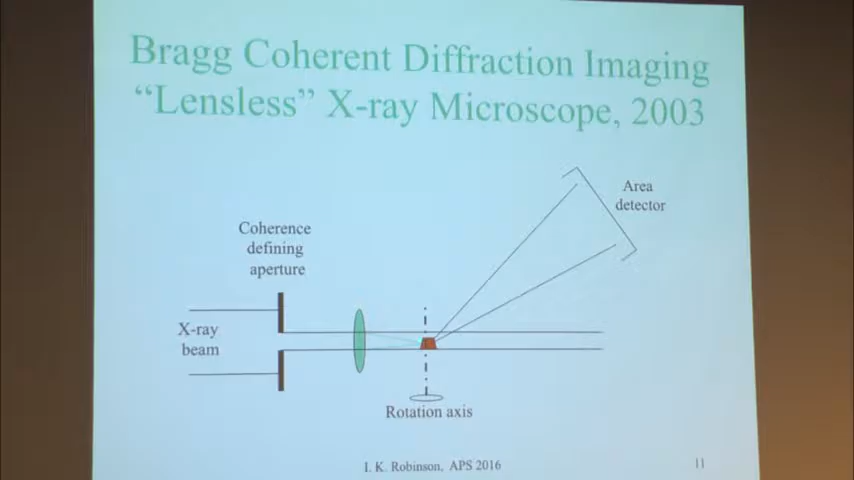 Bragg Coherent Diffraction Imaging
“Lensless” X-ray Microscope, 2003
Area
detector
Coherence
defining
aperture
X-ray
beam
Rotation axis
I. K. Robinson, APS 2016
11